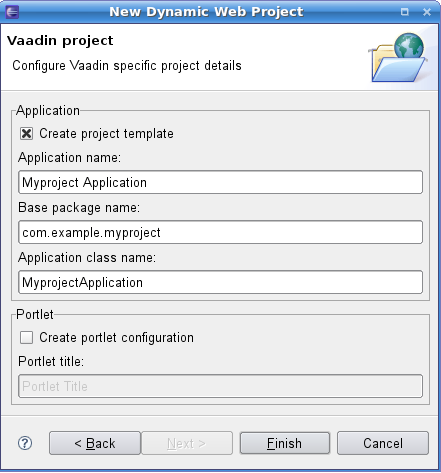 New Dynamic Web Project
Vaadin project
Configure Vaadin specific project details
Application
Create project template
Application name:
Myproject Application
Base package name:
com.example.myproject
Application class name:
MyprojectApplication
Portlet
Create portlet configuration
Portlet title:
Portlet Title
? < Back Next > Finish Cancel